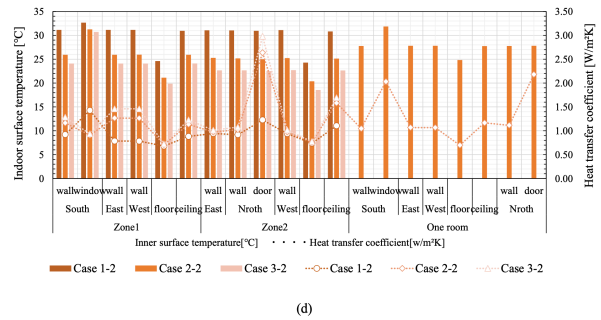 Indoor surface temperature [°C]
35
30
25
20
15
10
5
0
3.50
3.00
2.50
2.00
1.50
1.00
0.50
0.00
Heat transfer coefficient [W/m²K]
wall window wall wall floor ceiling wall wall door wall floor ceiling wall window wall wall floor ceiling wall door
South East West East Nroth West South East West Nroth
Zone1 Zone2 One room
Inner surface temperature[°C] Heat transfer coefficient[w/m²K]
Case 1-2 Case 2-2 Case 3-2 Case 1-2 Case 2-2 Case 3-2
(d)